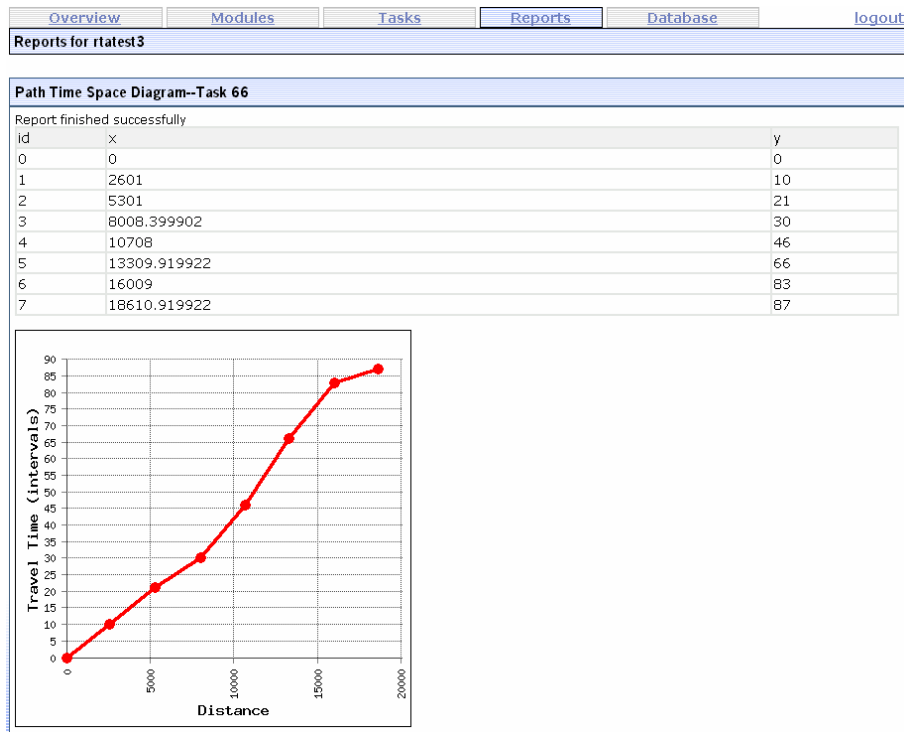 Overview Modules Tasks Reports Database logout
Reports for rtatest3
Path Time Space Diagram--Task 66
Report finished successfully
id x y
0 0 0
1 2601 10
2 5301 21
3 8008.399902 30
4 10708 46
5 13309.919922 66
6 16009 83
7 18610.919922 87
Travel Time (intervals)
90
85
80
75
70
65
60
55
50
45
40
35
30
25
20
15
10
5
0
0 5000 10000 15000 20000
Distance